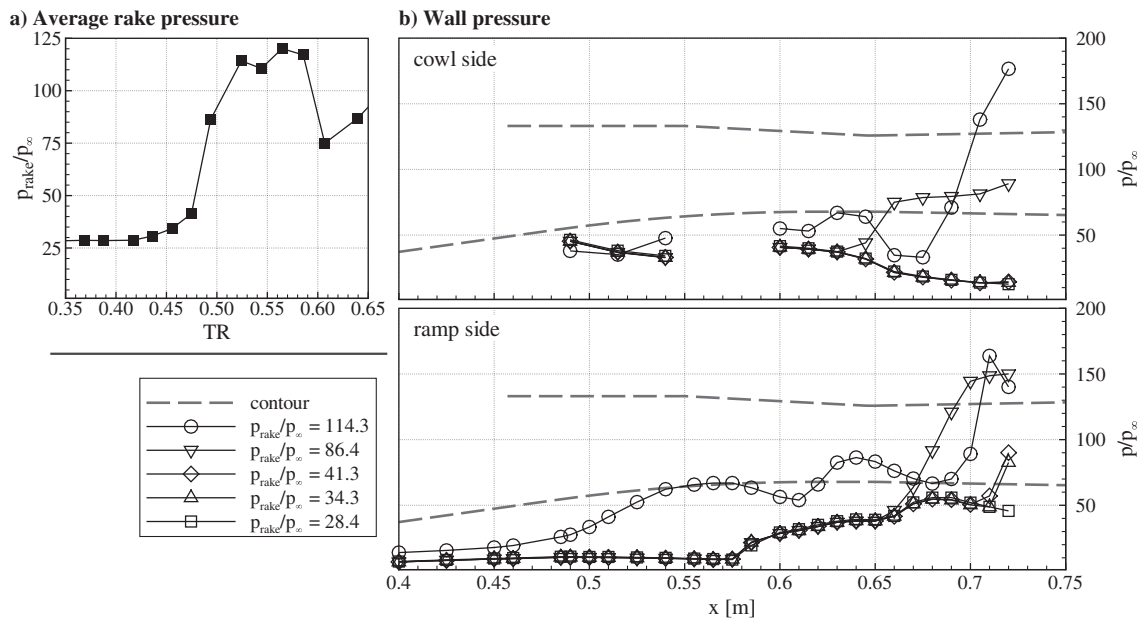 a) Average rake pressure
125
100
75
50
25
p_rake/p_∞
0.35 0.40 0.45 0.50 0.55 0.60 0.65
TR
contour
p_rake/p_∞ = 114.3
p_rake/p_∞ = 86.4
p_rake/p_∞ = 41.3
p_rake/p_∞ = 34.3
p_rake/p_∞ = 28.4
b) Wall pressure
cowl side
200
150
100
50
p/p_∞
ramp side
200
150
100
50
p/p_∞
0.4 0.45 0.5 0.55 0.6 0.65 0.7 0.75
x [m]